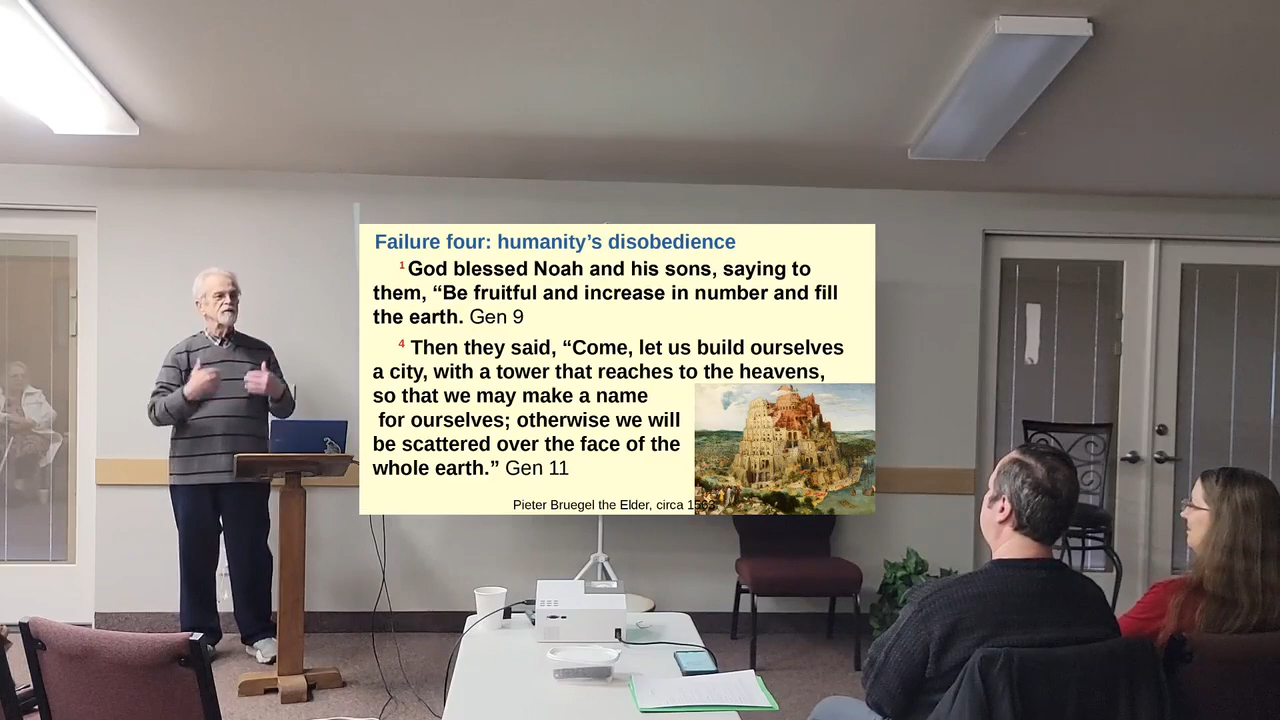 Failure four: humanity’s disobedience
1 God blessed Noah and his sons, saying to
them, “Be fruitful and increase in number and fill
the earth. Gen 9
4 Then they said, “Come, let us build ourselves
a city, with a tower that reaches to the heavens,
so that we may make a name
for ourselves; otherwise we will
be scattered over the face of the
whole earth.” Gen 11
Pieter Bruegel the Elder, circa